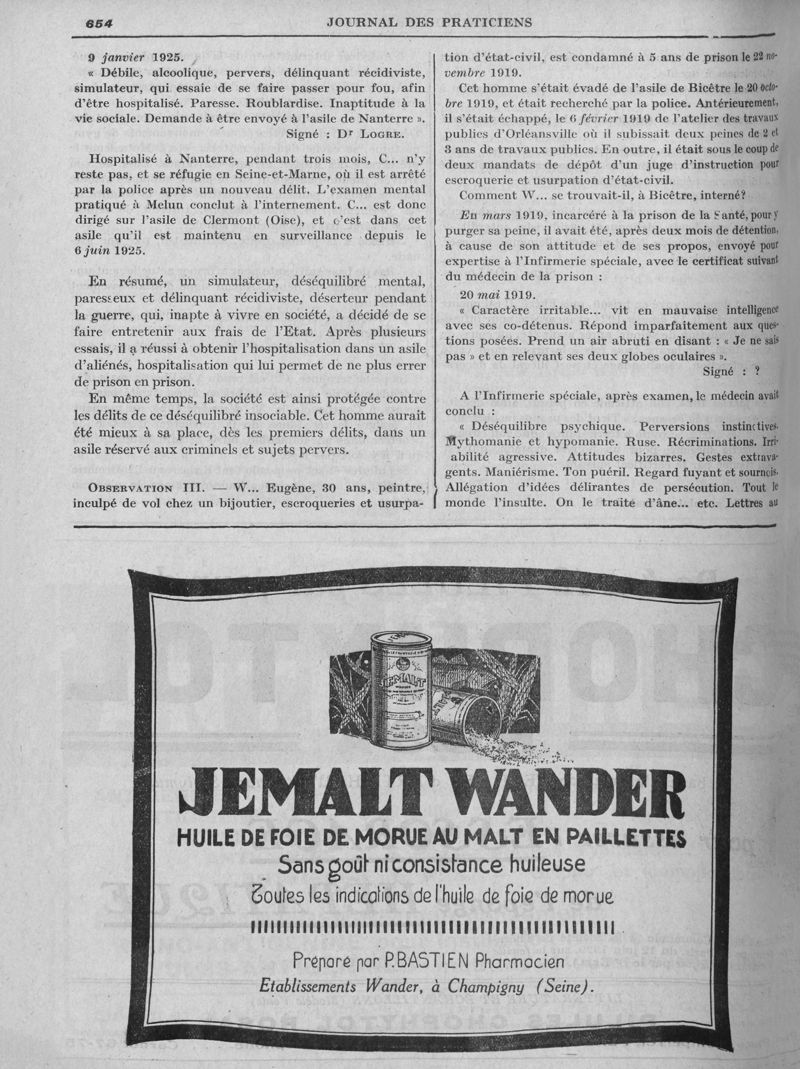 654
JOURNAL DES PRATICIENS
9 janvier 1925.
« Débile, alcoolique, pervers, délinquant récidiviste,
simulateur, qui essaie de se faire passer pour fou, afin
d'être hospitalisé. Paresse. Roublardise. Inaptitude à la
vie sociale. Demande à être envoyé à l'asile de Nanterre ».
Signé : Dr LOGRE.
Hospitalisé à Nanterre, pendant trois mois, C... n'y
reste pas, et se réfugie en Seine-et-Marne, où il est arrêté
par la police après un nouveau délit. L'examen mental
pratiqué à Melun conclut à l'internement. C... est donc
dirigé sur l'asile de Clermont (Oise), et c'est dans cet
asile qu'il est maintenu en surveillance depuis le
6 juin 1925.
En résumé, un simulateur, déséquilibré mental,
paresseux et délinquant récidiviste, déserteur pendant
la guerre, qui, inapte à vivre en société, a décidé de se
faire entretenir aux frais de l'Etat. Après plusieurs
essais, il a réussi à obtenir l'hospitalisation dans un asile
d'aliénés, hospitalisation qui lui permet de ne plus errer
de prison en prison.
En même temps, la société est ainsi protégée contre
les délits de ce déséquilibré insociable. Cet homme aurait
été mieux à sa place, dès les premiers délits, dans un
asile réservé aux criminels et sujets pervers.
OBSERVATION III. — W... Eugène, 30 ans, peintre,
inculpé de vol chez un bijoutier, escroqueries et usurpa-
tion d'état-civil, est condamné à 5 ans de prison le 22 no-
vembre 1919.
Cet homme s'était évadé de l'asile de Bicêtre le 20 octo-
bre 1919, et était recherché par la police. Antérieurement,
il s'était échappé, le 6 février 1919 de l'atelier des travaux
publics d'Orléansville où il subissait deux peines de 2 et
3 ans de travaux publics. En outre, il était sous le coup de
deux mandats de dépôt d'un juge d'instruction pour
escroquerie et usurpation d'état-civil.
Comment W... se trouvait-il, à Bicêtre, interné?
En mars 1919, incarcéré à la prison de la Santé, pour y
purger sa peine, il avait été, après deux mois de détention,
à cause de son attitude et de ses propos, envoyé pour
expertise à l'Infirmerie spéciale, avec le certificat suivant
du médecin de la prison :
20 mai 1919.
« Caractère irritable... vit en mauvaise intelligence
avec ses co-détenus. Répond imparfaitement aux ques-
tions posées. Prend un air abruti en disant : « Je ne sais
pas » et en relevant ses deux globes oculaires ».
Signé : ?
A l'Infirmerie spéciale, après examen, le médecin avait
conclu :
« Déséquilibre psychique. Perversions instinctives.
Mythomanie et hypomanie. Ruse. Récriminations. Irri-
abilité agressive. Attitudes bizarres. Gestes extrava-
gents. Maniérisme. Ton puéril. Regard fuyant et sournois.
Allégation d'idées délirantes de persécution. Tout le
monde l'insulte. On le traité d'âne... etc. Lettres au
JEMALT
JEMALT WANDER
HUILE DE FOIE DE MORUE AU MALT EN PAILLETTES
Sans goût ni consistance huileuse
Toutes les indications de l'huile de foie de morue
Préparé par P. BASTIEN Pharmacien
Etablissements Wander, à Champigny (Seine).